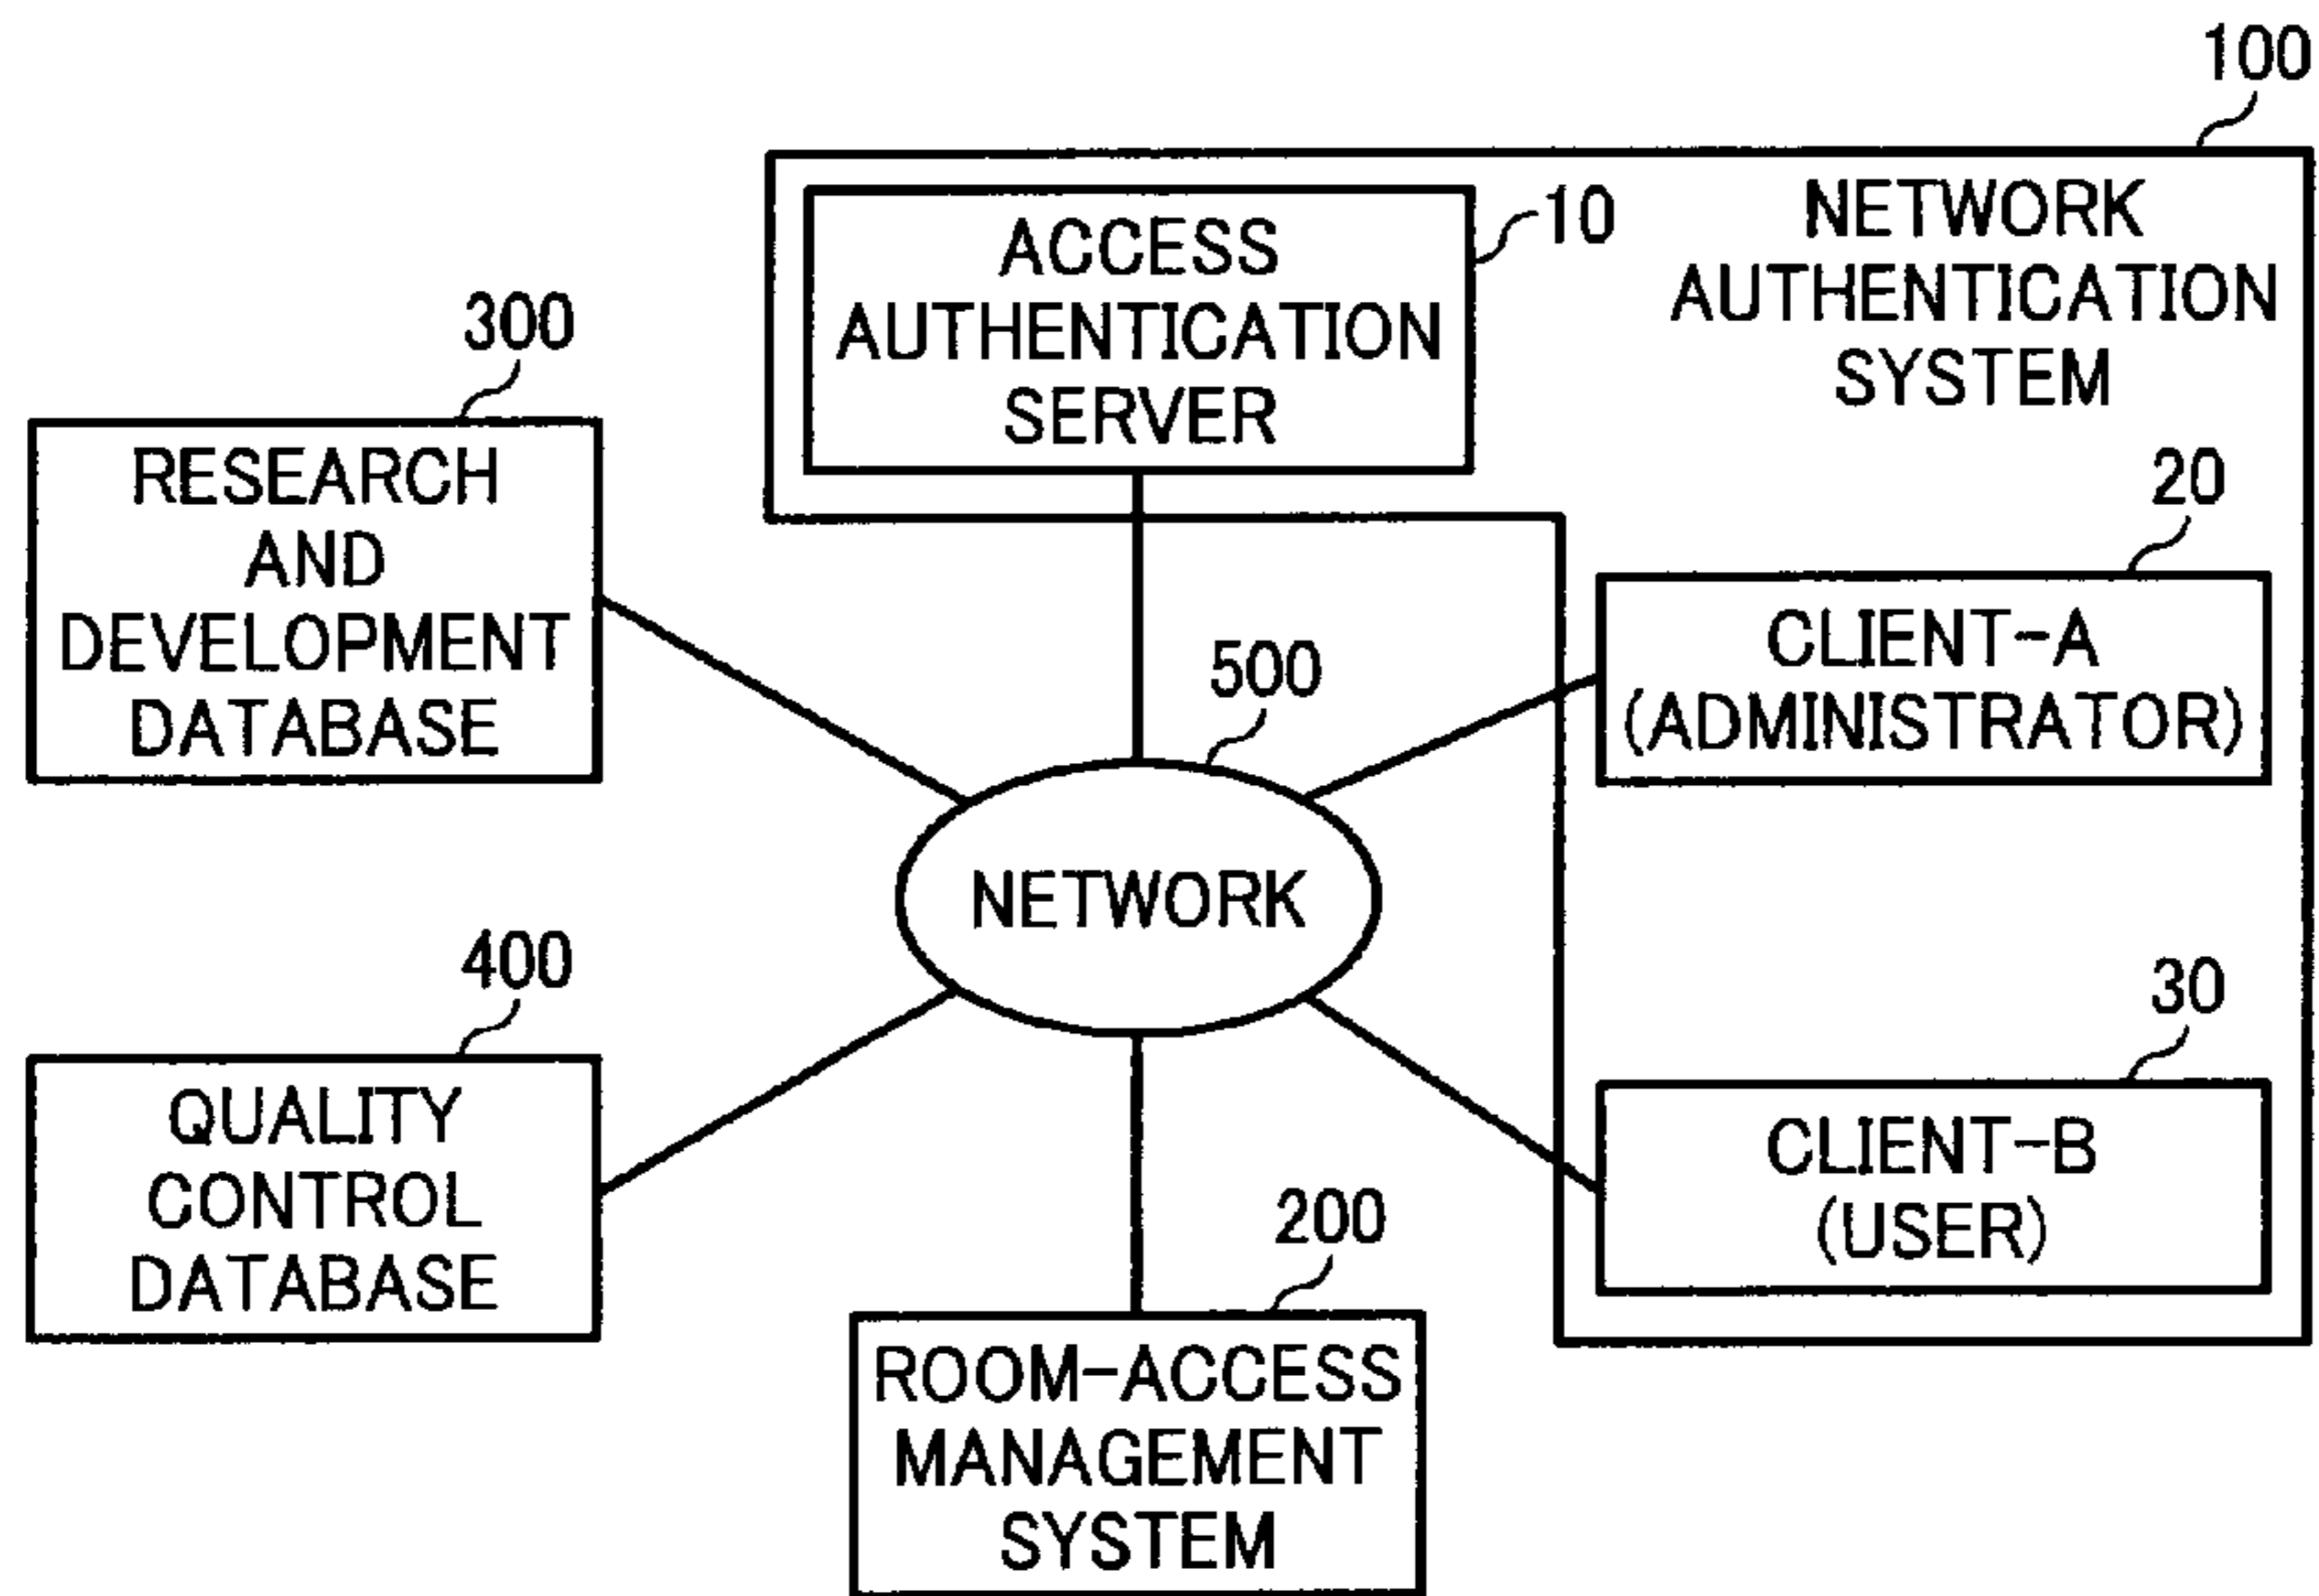 100
NETWORK
AUTHENTICATION
SYSTEM
10
ACCESS
AUTHENTICATION
SERVER
300
RESEARCH
AND
DEVELOPMENT
DATABASE
20
CLIENT-A
(ADMINISTRATOR)
500
NETWORK
400
QUALITY
CONTROL
DATABASE
30
CLIENT-B
(USER)
200
ROOM-ACCESS
MANAGEMENT
SYSTEM